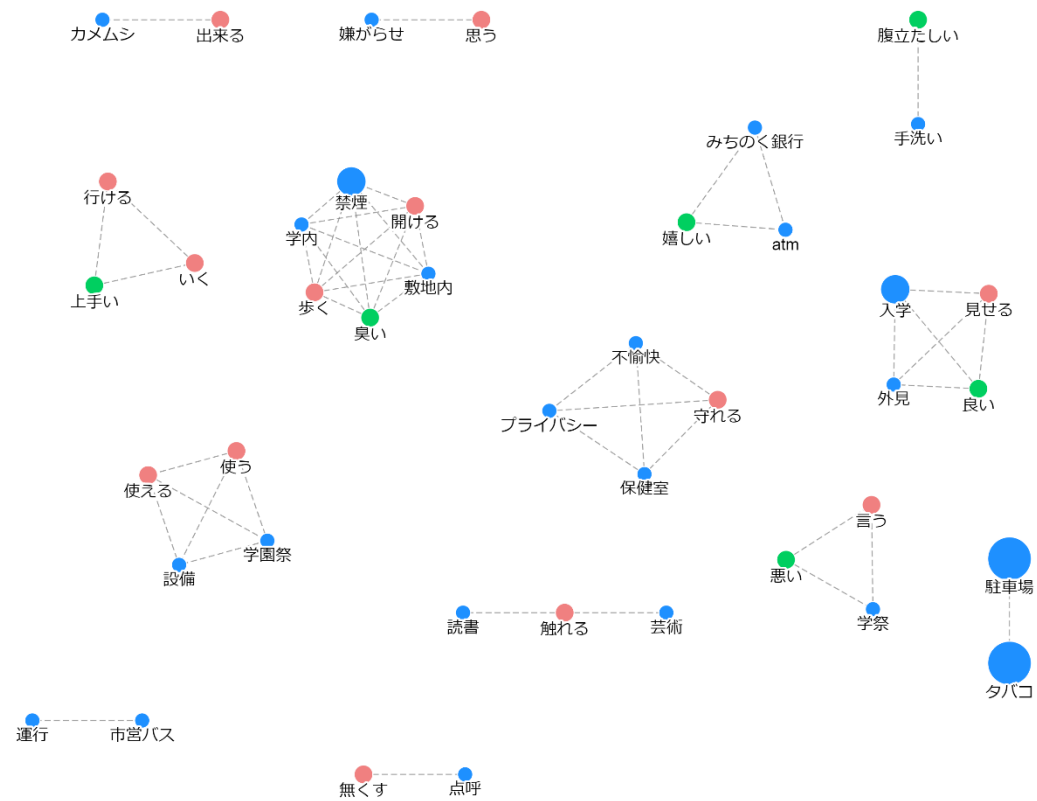 カメムシ
出来る
嫌がらせ
思う
腹立たしい
手洗い
みちのく銀行
嬉しい
atm
行ける
いく
上手い
禁煙
開ける
学内
敷地内
歩く
臭い
入学
見せる
外見
良い
不愉快
守れる
プライバシー
保健室
使う
使える
学園祭
設備
言う
悪い
学祭
駐車場
タバコ
読書
触れる
芸術
運行
市営バス
無くす
点呼